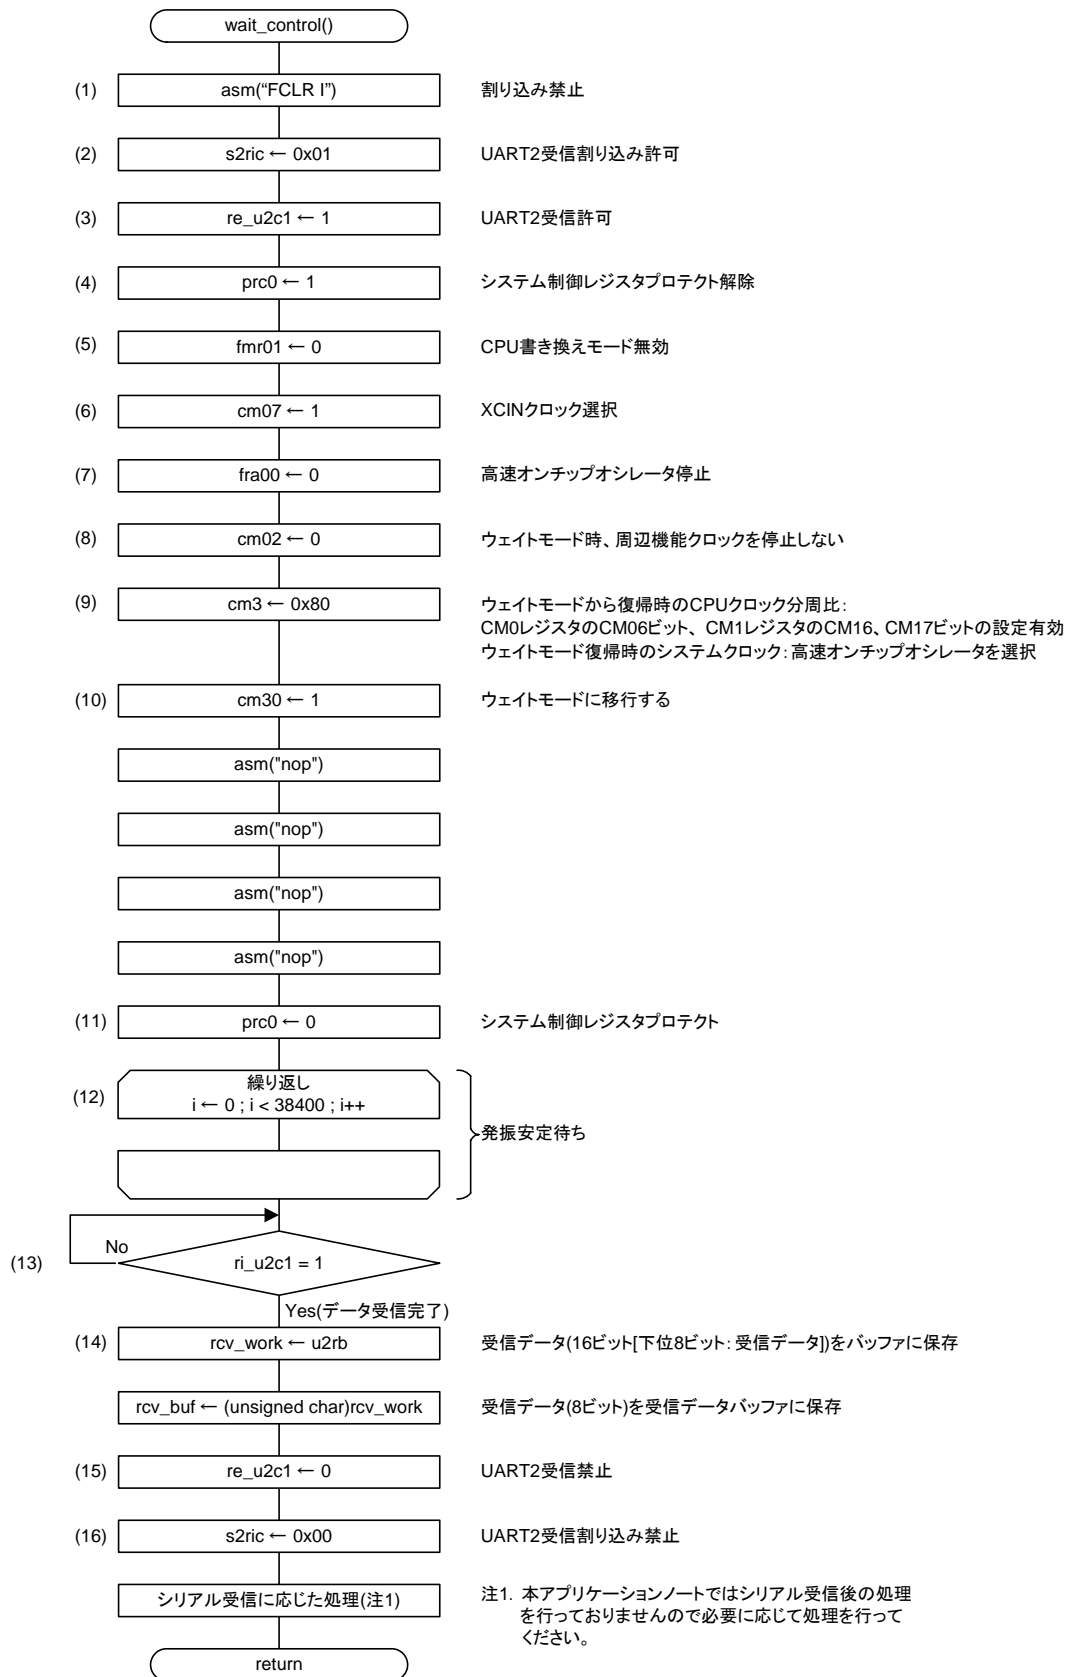 wait_control()
(1) asm(“FCLR I”) 割り込み禁止
(2) s2ric ← 0x01 UART2受信割り込み許可
(3) re_u2c1 ← 1 UART2受信許可
(4) prc0 ← 1 システム制御レジスタプロテクト解除
(5) fmr01 ← 0 CPU書き換えモード無効
(6) cm07 ← 1 XCINクロック選択
(7) fra00 ← 0 高速オンチップオシレータ停止
(8) cm02 ← 0 ウェイトモード時、周辺機能クロックを停止しない
(9) cm3 ← 0x80 ウェイトモードから復帰時のCPUクロック分周比:
CM0レジスタのCM06ビット、CM1レジスタのCM16、CM17ビットの設定有効
ウェイトモード復帰時のシステムクロック:高速オンチップオシレータを選択
(10) cm30 ← 1 ウェイトモードに移行する
asm("nop")
asm("nop")
asm("nop")
asm("nop")
(11) prc0 ← 0 システム制御レジスタプロテクト
繰り返し
(12) i ← 0 ; i < 38400 ; i++
発振安定待ち
No
(13) ri_u2c1 = 1
Yes(データ受信完了)
(14) rcv_work ← u2rb 受信データ(16ビット[下位8ビット:受信データ])をバッファに保存
rcv_buf ← (unsigned char)rcv_work 受信データ(8ビット)を受信データバッファに保存
(15) re_u2c1 ← 0 UART2受信禁止
(16) s2ric ← 0x00 UART2受信割り込み禁止
シリアル受信に応じた処理(注1) 注1. 本アプリケーションノートではシリアル受信後の処理
を行っておりませんので必要に応じて処理を行って
ください。
return